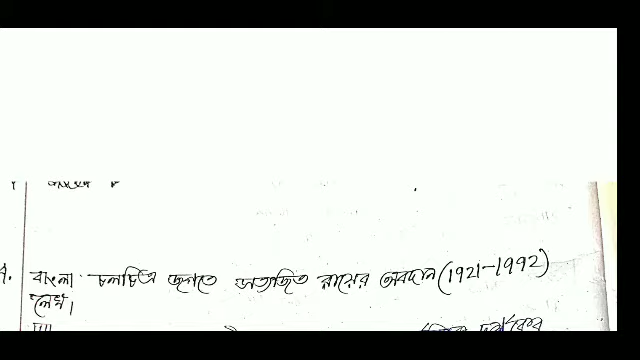 বাংলা চলচিত্র জগতে সত্যজিত রায়ের অবদান (1921-1992)
লেখ।